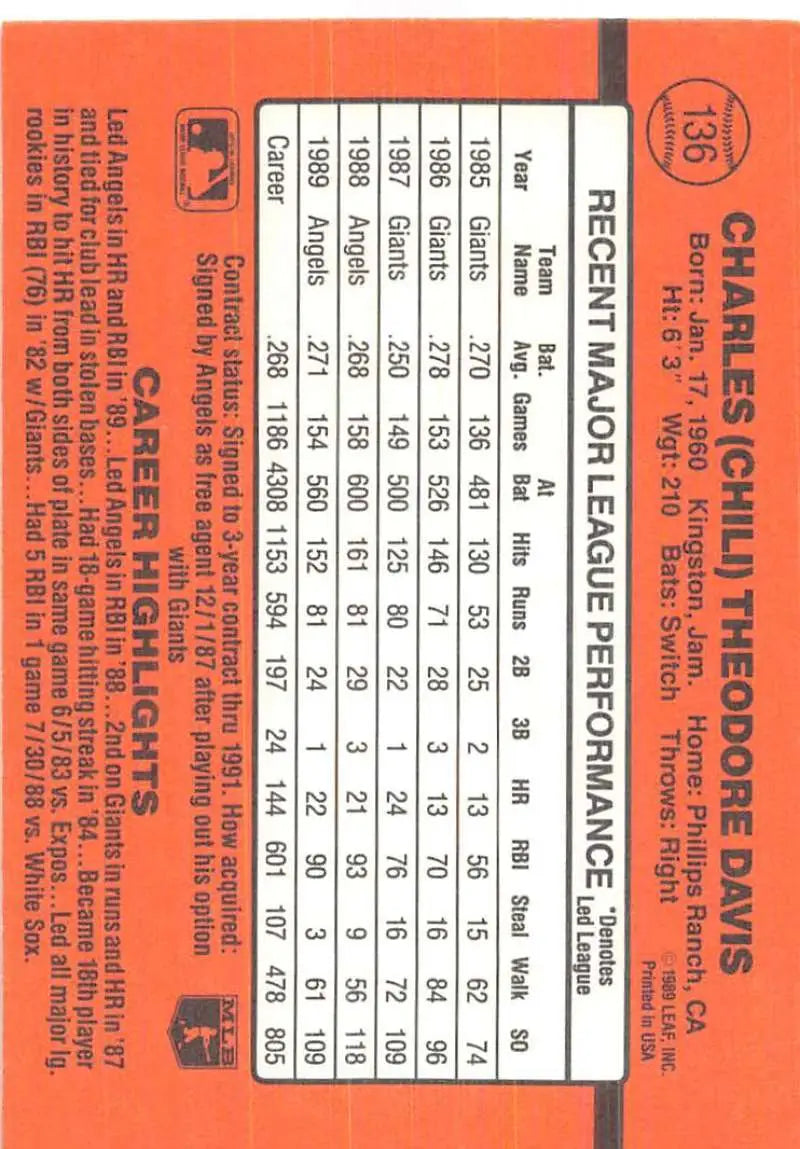 136
CHARLES (CHILI) THEODORE DAVIS
Born: Jan. 17, 1960 Kingston, Jam. Home: Phillips Ranch, CA
Ht: 6'3" Wgt: 210 Bats: Switch Throws: Right
© 1989 LEAF, INC.
Printed in USA
RECENT MAJOR LEAGUE PERFORMANCE
*Denotes
Led League
Year Team Name Bat. Avg. Games At Bat Hits Runs 2B 3B HR RBI Steal Walk SO
1985 Giants .270 136 481 130 53 25 2 13 56 15 62 74
1986 Giants .278 153 526 146 71 28 3 13 70 16 84 96
1987 Giants .250 149 500 125 80 22 1 24 76 16 72 109
1988 Angels .268 158 600 161 81 29 3 21 93 9 56 118
1989 Angels .271 154 560 152 81 24 1 22 90 3 61 109
Career .268 1186 4308 1153 594 197 24 144 601 107 478 805
Contract status: Signed to 3-year contract thru 1991. How acquired:
Signed by Angels as free agent 12/1/87 after playing out his option
with Giants
MLB
CAREER HIGHLIGHTS
Led Angels in HR and RBI in '89...Led Angels in RBI in '88...2nd on Giants in runs and HR in '87
and tied for club lead in stolen bases...Had 18-game hitting streak in '84...Became 18th player
in history to hit HR from both sides of plate in same game 6/5/83 vs. Expos...Led all major lg.
rookies in RBI (76) in '82 w/Giants...Had 5 RBI in 1 game 7/30/88 vs. White Sox.